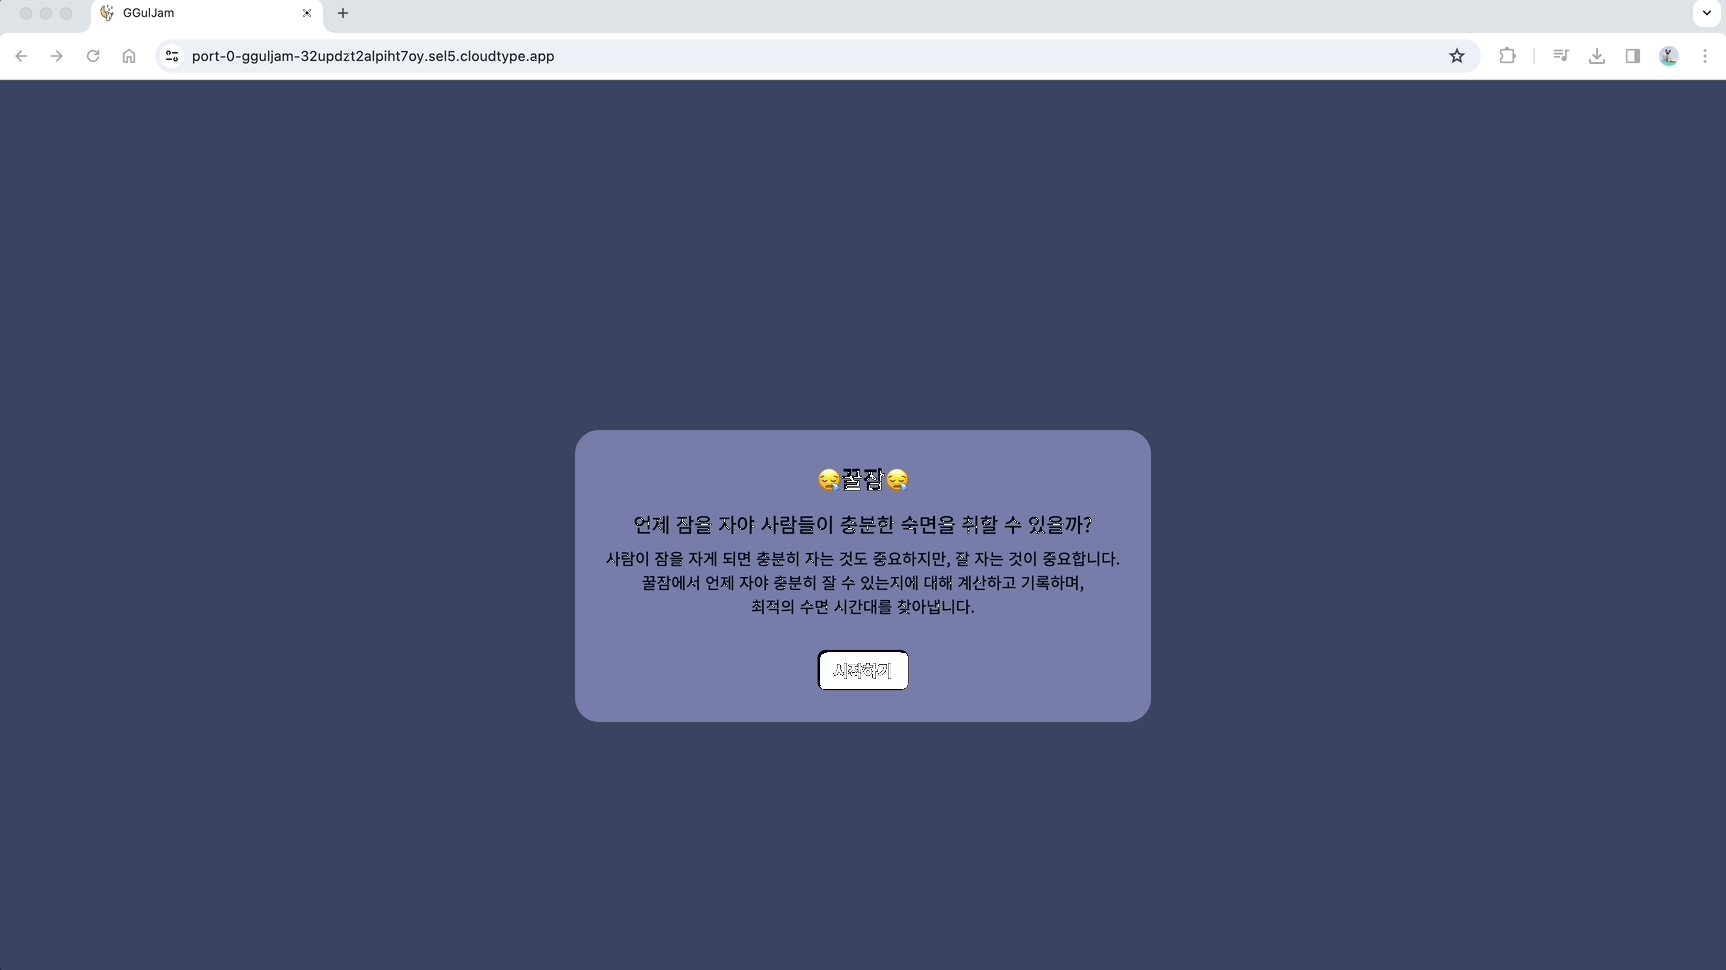 GGulJam
port-0-gguljam-32updzt2alpiht7oy.sel5.cloudtype.app
😪꿀잠😪
언제 잠을 자야 사람들이 충분한 숙면을 취할 수 있을까?
사람이 잠을 자게 되면 충분히 자는 것도 중요하지만, 잘 자는 것이 중요합니다.
꿀잠에서 언제 자야 충분히 잘 수 있는지에 대해 계산하고 기록하며,
최적의 수면 시간대를 찾아냅니다.
시작하기